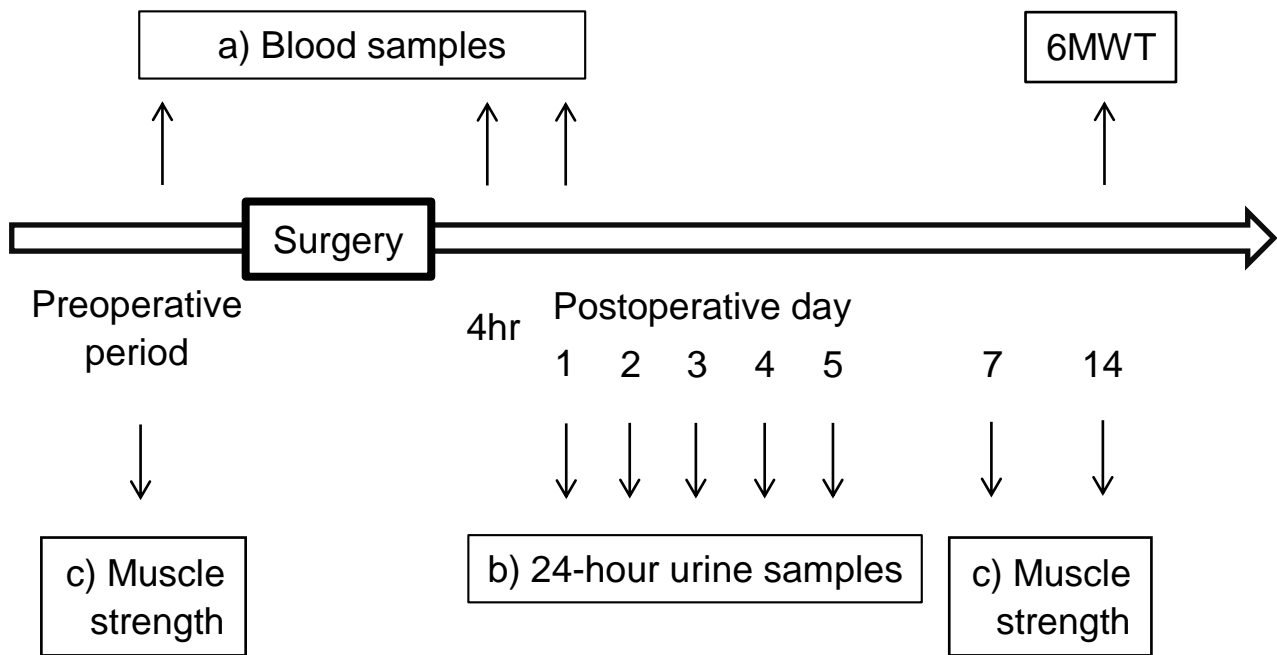 a) Blood samples
6MWT
Surgery
Preoperative
period
4hr
Postoperative day
1 2 3 4 5 7 14
c) Muscle
strength
b) 24-hour urine samples
c) Muscle
strength